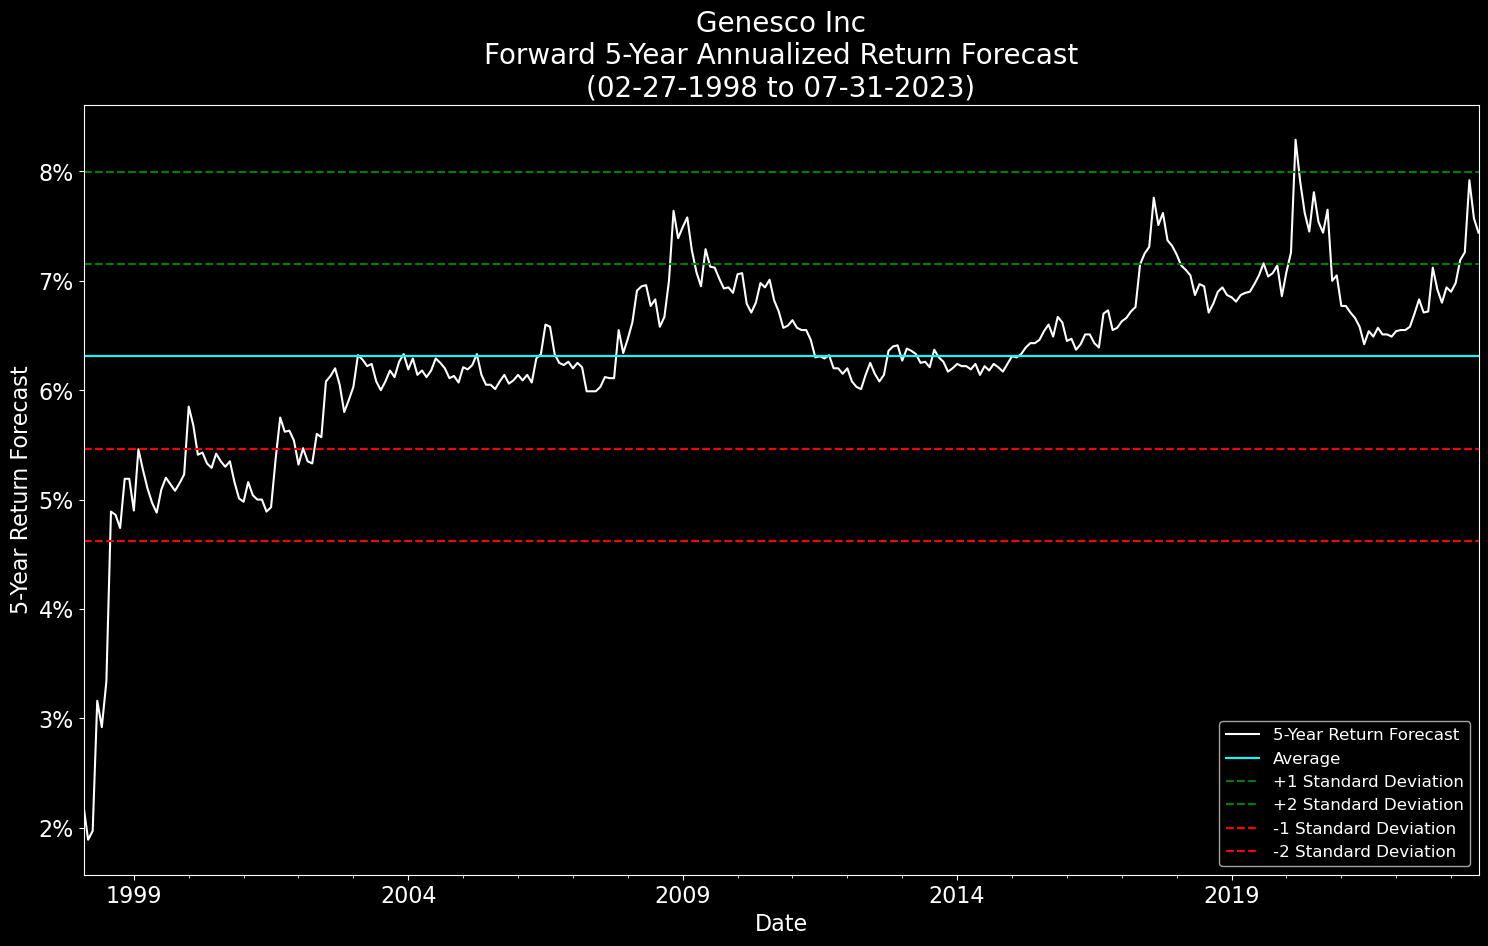 Genesco Inc
Forward 5-Year Annualized Return Forecast
(02-27-1998 to 07-31-2023)
5-Year Return Forecast
8%
7%
6%
5%
4%
3%
2%
1999 2004 2009 2014 2019
Date
5-Year Return Forecast
Average
+1 Standard Deviation
+2 Standard Deviation
-1 Standard Deviation
-2 Standard Deviation